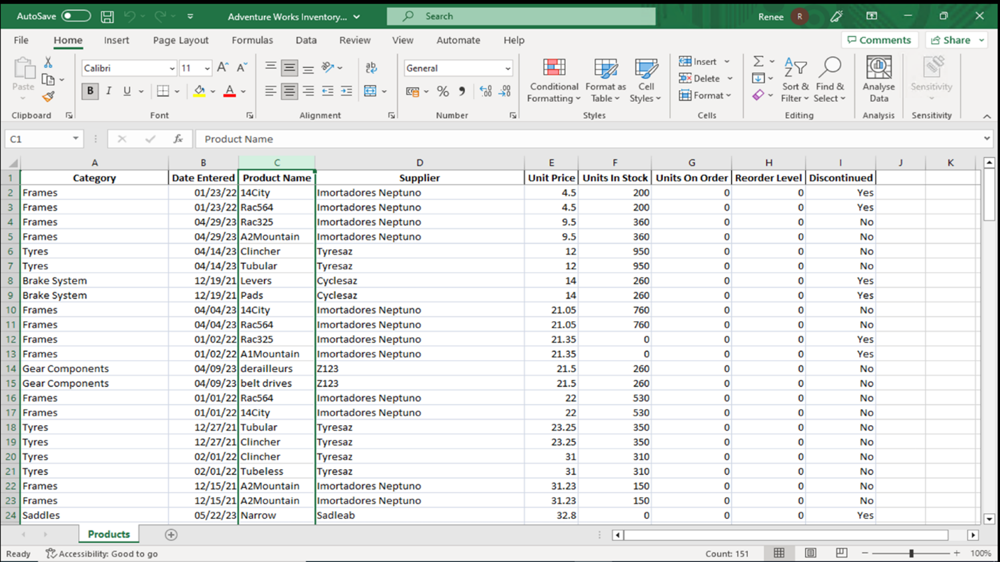 AutoSave Adventure Works Inventory... Search Renee R
File Home Insert Page Layout Formulas Data Review View Automate Help Comments Share
Calibri 11 General Insert
Paste Conditional Formatting Format as Table Cell Styles Delete Sort & Filter Find & Select Analyse Data Sensitivity
B I U Format
Clipboard Font Alignment Number Styles Cells Editing Analysis Sensitivity
C1 fx Product Name
A B C D E F G H I J K
1 Category Date Entered Product Name Supplier Unit Price Units In Stock Units On Order Reorder Level Discontinued
2 Frames 01/23/22 14City Imortadores Neptuno 4.5 200 0 0 Yes
3 Frames 01/23/22 Rac564 Imortadores Neptuno 4.5 200 0 0 Yes
4 Frames 04/29/23 Rac325 Imortadores Neptuno 9.5 360 0 0 No
5 Frames 04/29/23 A2Mountain Imortadores Neptuno 9.5 360 0 0 No
6 Tyres 04/14/23 Clincher Tyresaz 12 950 0 0 No
7 Tyres 04/14/23 Tubular Tyresaz 12 950 0 0 No
8 Brake System 12/19/21 Levers Cyclesaz 14 260 0 0 Yes
9 Brake System 12/19/21 Pads Cyclesaz 14 260 0 0 Yes
10 Frames 04/04/23 14City Imortadores Neptuno 21.05 760 0 0 No
11 Frames 04/04/23 Rac564 Imortadores Neptuno 21.05 760 0 0 No
12 Frames 01/02/22 Rac325 Imortadores Neptuno 21.35 0 0 0 Yes
13 Frames 01/02/22 A1Mountain Imortadores Neptuno 21.35 0 0 0 Yes
14 Gear Components 04/09/23 derailleurs Z123 21.5 260 0 0 No
15 Gear Components 04/09/23 belt drives Z123 21.5 260 0 0 No
16 Frames 01/01/22 Rac564 Imortadores Neptuno 22 530 0 0 No
17 Frames 01/01/22 14City Imortadores Neptuno 22 530 0 0 No
18 Tyres 12/27/21 Tubular Tyresaz 23.25 350 0 0 No
19 Tyres 12/27/21 Clincher Tyresaz 23.25 350 0 0 No
20 Tyres 02/01/22 Clincher Tyresaz 31 310 0 0 No
21 Tyres 02/01/22 Tubeless Tyresaz 31 310 0 0 No
22 Frames 12/15/21 A2Mountain Imortadores Neptuno 31.23 150 0 0 No
23 Frames 12/15/21 A2Mountain Imortadores Neptuno 31.23 150 0 0 No
24 Saddles 05/22/23 Narrow Sadleab 32.8 0 0 0 Yes
Products
Ready Accessibility: Good to go Count: 151 100%